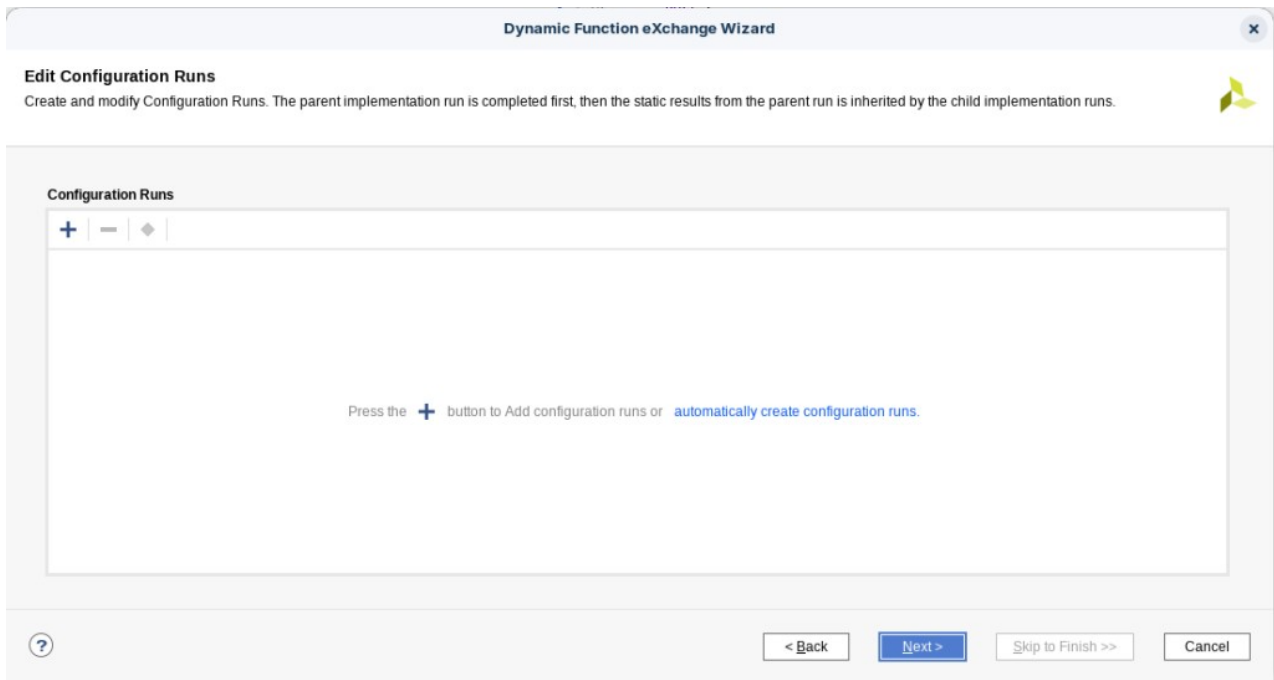 Dynamic Function eXchange Wizard
Edit Configuration Runs
Create and modify Configuration Runs. The parent implementation run is completed first, then the static results from the parent run is inherited by the child implementation runs.
Configuration Runs
Press the + button to Add configuration runs or automatically create configuration runs.
? < Back Next > Skip to Finish >> Cancel